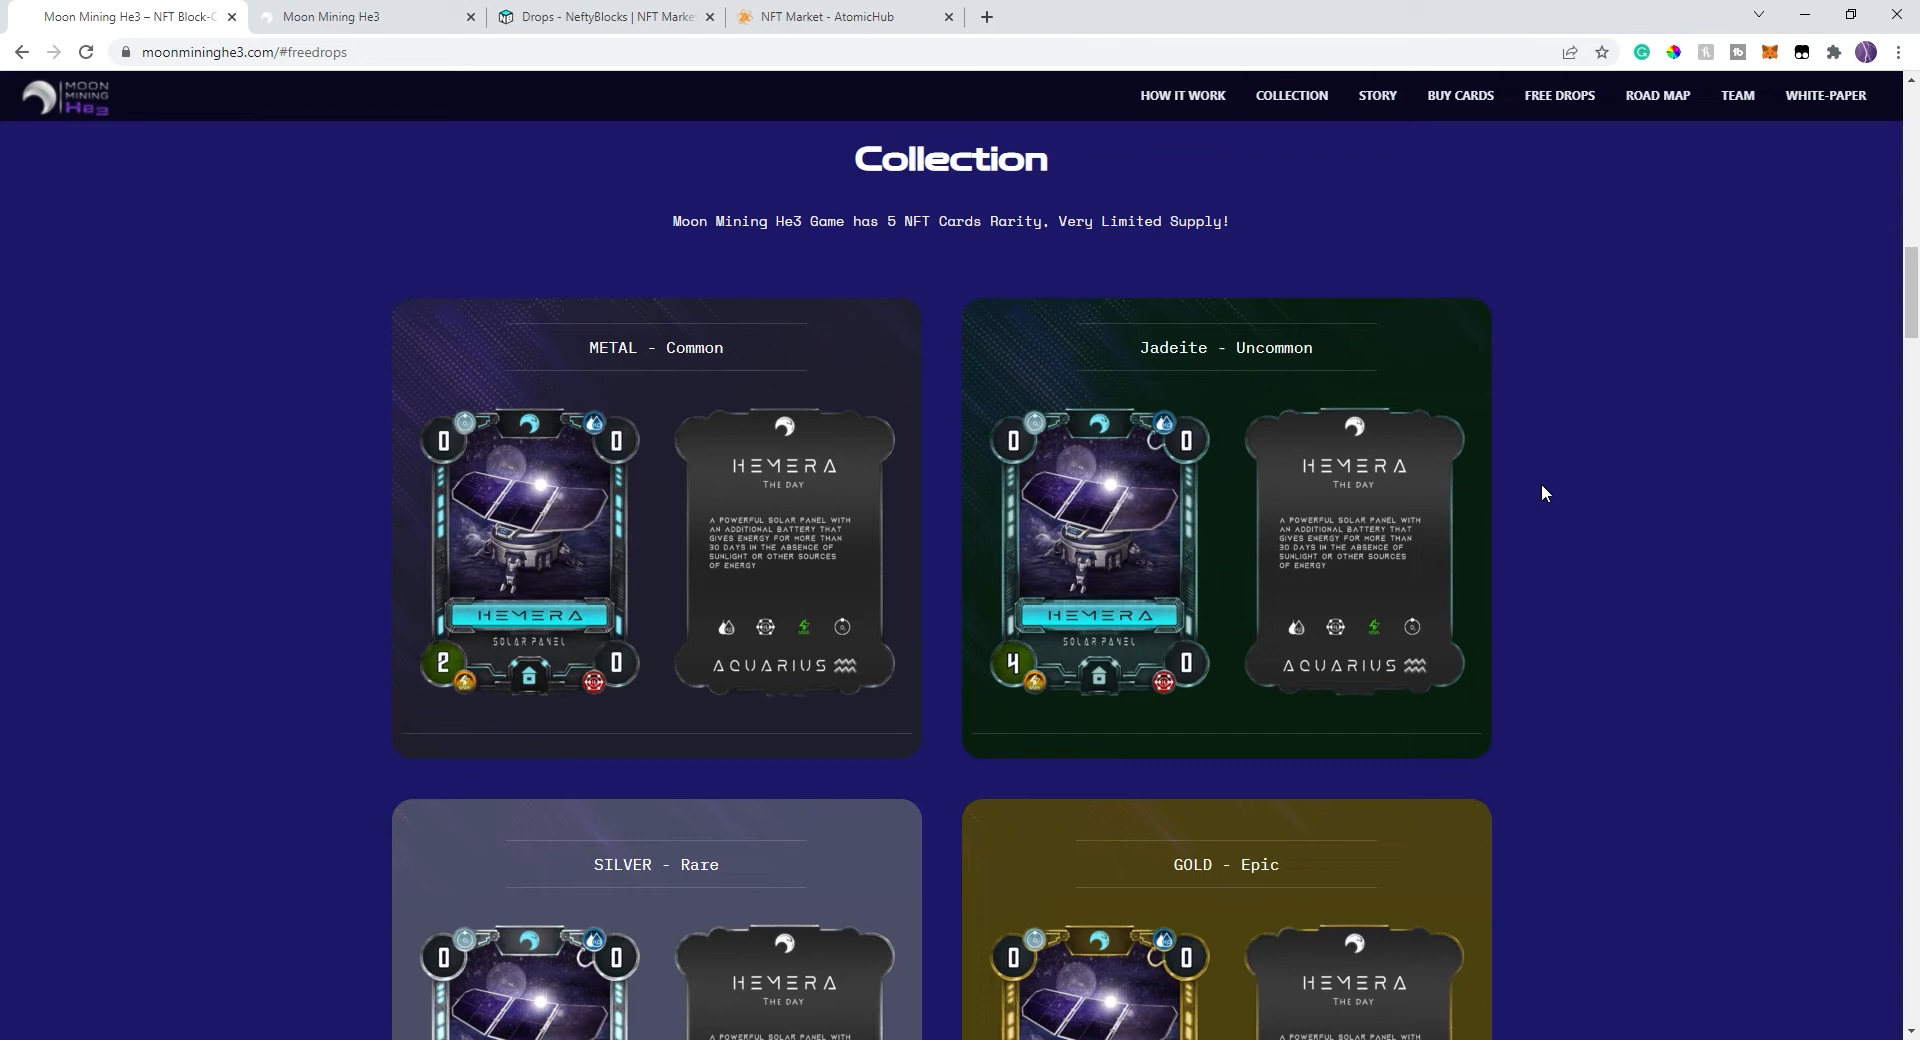 Moon Mining He3 – NFT Block-C
Moon Mining He3
Drops - NeftyBlocks | NFT Marke
NFT Market - AtomicHub
moonmininghe3.com/#freedrops
MOON
MINING
He3
HOW IT WORK
COLLECTION
STORY
BUY CARDS
FREE DROPS
ROAD MAP
TEAM
WHITE-PAPER
Collection
Moon Mining He3 Game has 5 NFT Cards Rarity, Very Limited Supply!
METAL - Common
0
0
HEMERA
SOLAR PANEL
2
0
HEMERA
THE DAY
A POWERFUL SOLAR PANEL WITH
AN ADDITIONAL BATTERY THAT
GIVES ENERGY FOR MORE THAN
30 DAYS IN THE ABSENCE OF
SUNLIGHT OR OTHER SOURCES
OF ENERGY
AQUARIUS
Jadeite - Uncommon
0
0
HEMERA
SOLAR PANEL
4
0
HEMERA
THE DAY
A POWERFUL SOLAR PANEL WITH
AN ADDITIONAL BATTERY THAT
GIVES ENERGY FOR MORE THAN
30 DAYS IN THE ABSENCE OF
SUNLIGHT OR OTHER SOURCES
OF ENERGY
AQUARIUS
SILVER - Rare
0
0
HEMERA
THE DAY
A POWERFUL SOLAR PANEL WITH
GOLD - Epic
0
0
HEMERA
THE DAY
A POWERFUL SOLAR PANEL WITH